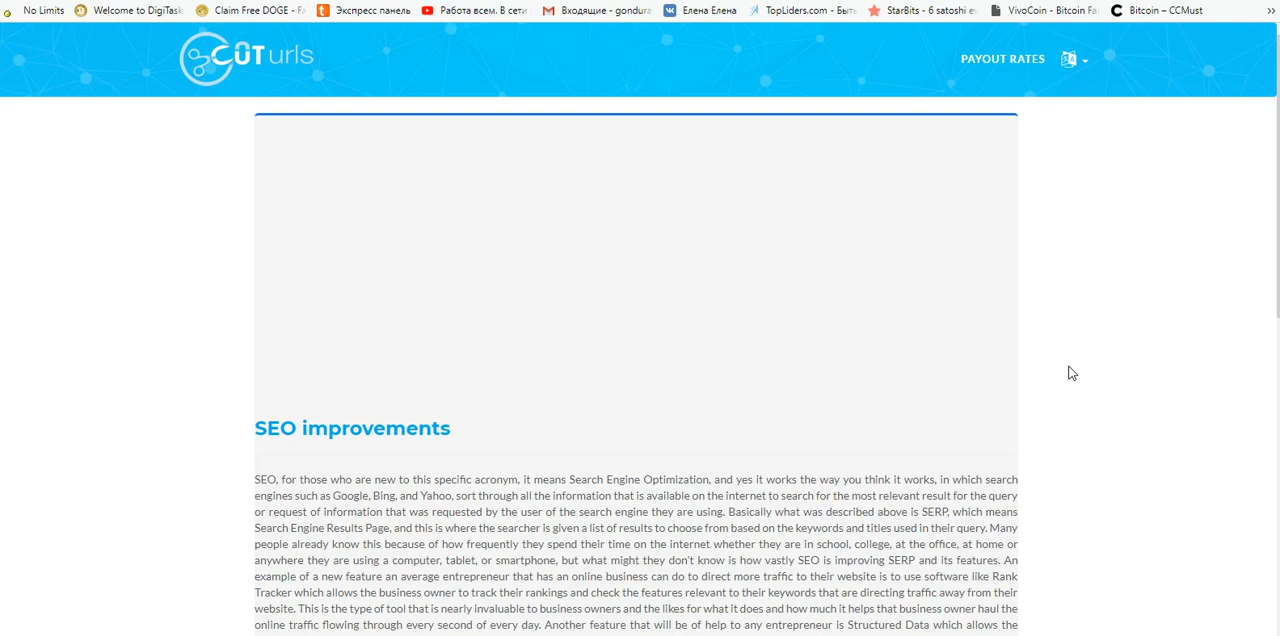 No Limits Welcome to DigiTask Claim Free DOGE - Fa Экспресс панель Работа всем. В сети Входящие - gondura Елена Елена TopLiders.com - Быть StarBits - 6 satoshi ev VivoCoin - Bitcoin Fa Bitcoin – CCMust »
CUT urls
PAYOUT RATES
SEO improvements
SEO, for those who are new to this specific acronym, it means Search Engine Optimization, and yes it works the way you think it works, in which search
engines such as Google, Bing, and Yahoo, sort through all the information that is available on the internet to search for the most relevant result for the query
or request of information that was requested by the user of the search engine they are using. Basically what was described above is SERP, which means
Search Engine Results Page, and this is where the searcher is given a list of results to choose from based on the keywords and titles used in their query. Many
people already know this because of how frequently they spend their time on the internet whether they are in school, college, at the office, at home or
anywhere they are using a computer, tablet, or smartphone, but what might they don't know is how vastly SEO is improving SERP and its features. An
example of a new feature an average entrepreneur that has an online business can do to direct more traffic to their website is to use software like Rank
Tracker which allows the business owner to track their rankings and check the features relevant to their keywords that are directing traffic away from their
website. This is the type of tool that is nearly invaluable to business owners and the likes for what it does and how much it helps that business owner haul the
online traffic flowing through every second of every day. Another feature that will be of help to any entrepreneur is Structured Data which allows the